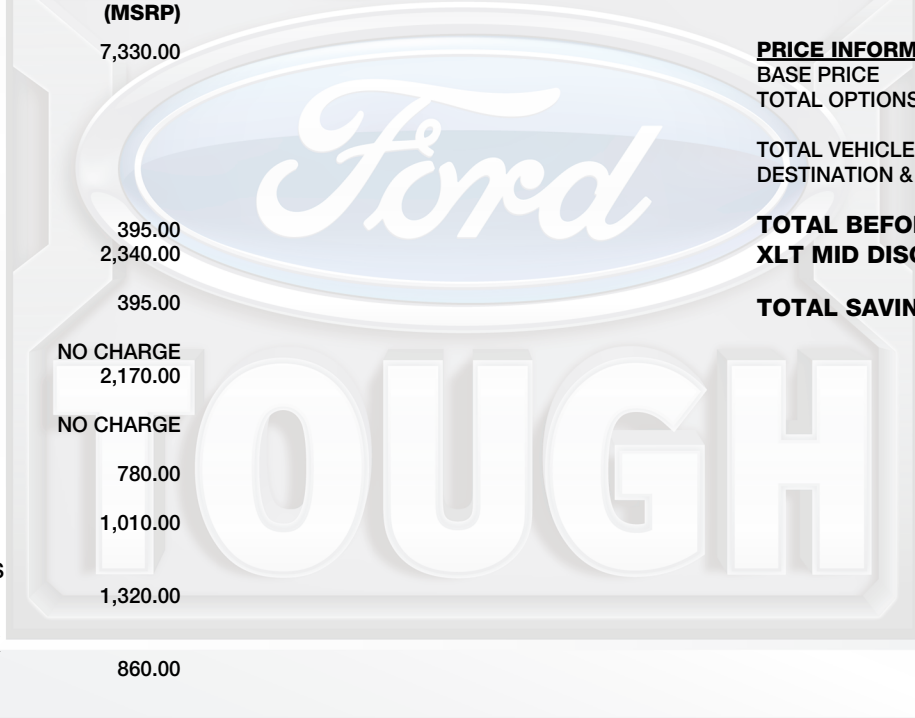 (MSRP)
7,330.00
395.00
2,340.00
395.00
NO CHARGE
2,170.00
NO CHARGE
780.00
1,010.00
S
1,320.00
860.00
PRICE INFORM
BASE PRICE
TOTAL OPTIONS
TOTAL VEHICLE
DESTINATION &
TOTAL BEFO
XLT MID DISC
TOTAL SAVIN
Ford
TOUGH